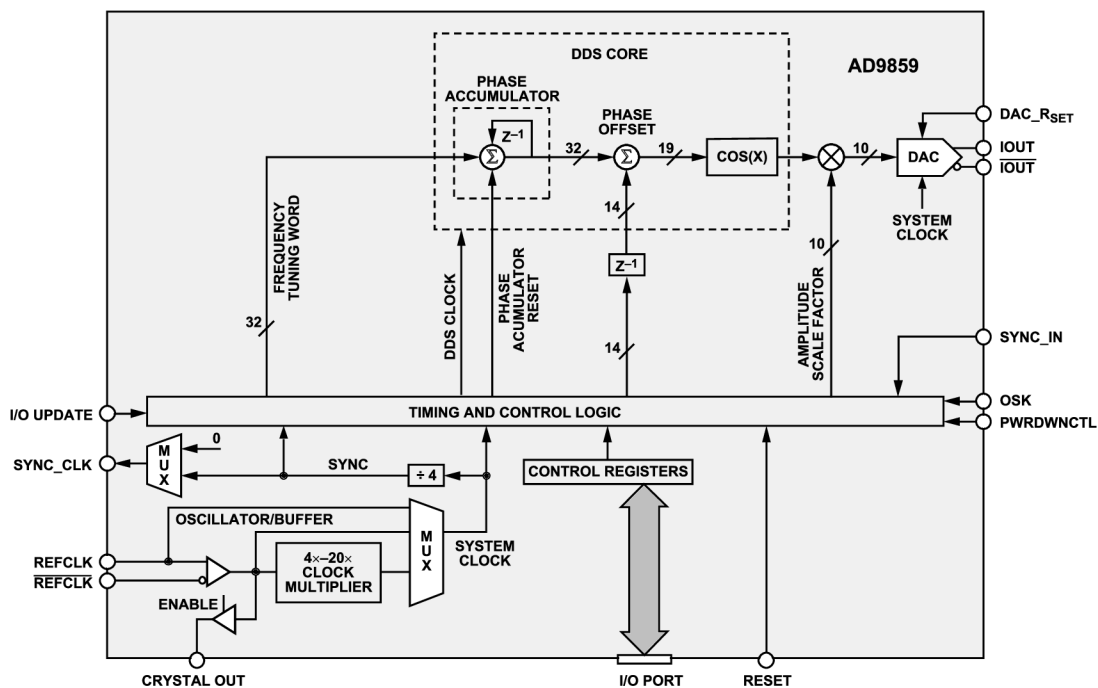 DDS CORE
AD9859
PHASE
ACCUMULATOR
Z–1
Σ
32
PHASE
OFFSET
Σ
19
COS(X)
10
DAC
DAC_RSET
IOUT
IOUT
SYSTEM
CLOCK
14
Z–1
14
10
FREQUENCY
TUNING WORD
32
DDS CLOCK
PHASE
ACUMULATOR
RESET
AMPLITUDE
SCALE FACTOR
SYNC_IN
I/O UPDATE
TIMING AND CONTROL LOGIC
OSK
PWRDWNCTL
SYNC_CLK
MUX
0
SYNC
÷ 4
CONTROL REGISTERS
OSCILLATOR/BUFFER
MUX
SYSTEM
CLOCK
REFCLK
REFCLK
4×–20×
CLOCK
MULTIPLIER
ENABLE
CRYSTAL OUT
I/O PORT
RESET